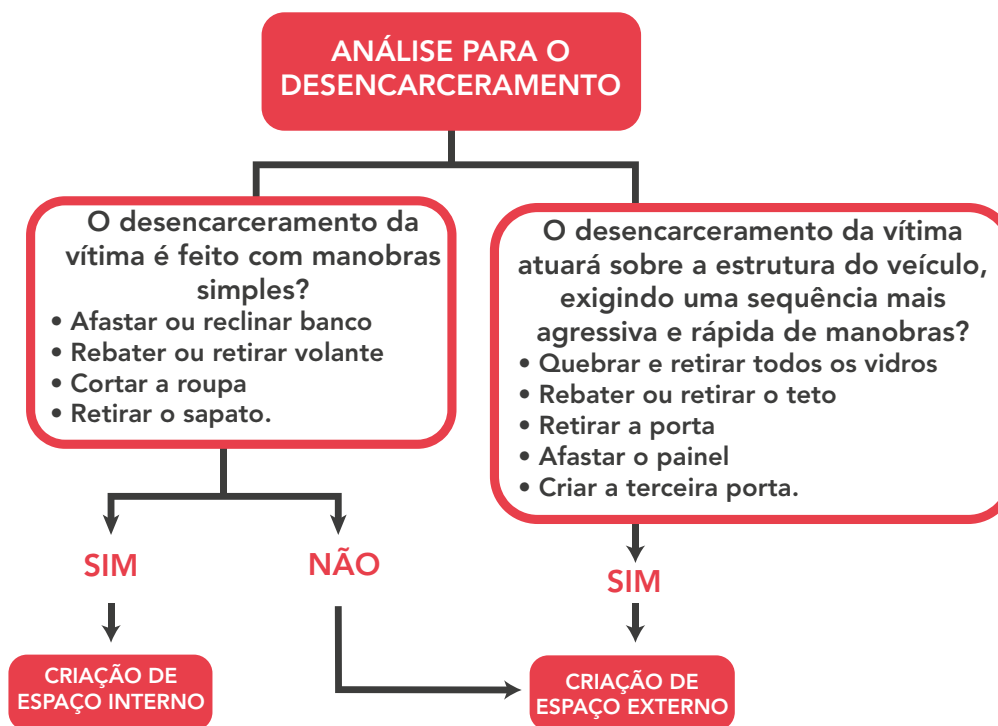 ANÁLISE PARA O
DESENCARCERAMENTO
O desencarceramento da
vítima é feito com manobras
simples?
• Afastar ou reclinar banco
• Rebater ou retirar volante
• Cortar a roupa
• Retirar o sapato.
O desencarceramento da vítima
atuará sobre a estrutura do veículo,
exigindo uma sequência mais
agressiva e rápida de manobras?
• Quebrar e retirar todos os vidros
• Rebater ou retirar o teto
• Retirar a porta
• Afastar o painel
• Criar a terceira porta.
SIM
NÃO
SIM
CRIAÇÃO DE
ESPAÇO INTERNO
CRIAÇÃO DE
ESPAÇO EXTERNO